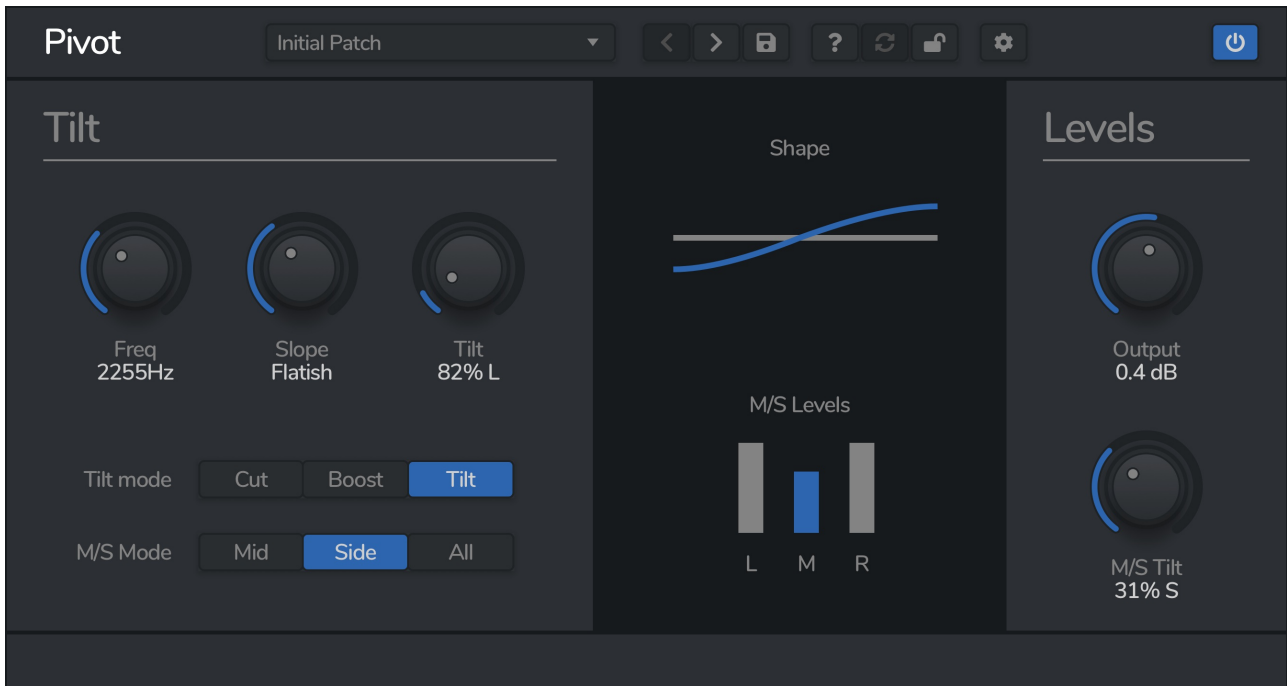 Pivot
Initial Patch
?
Tilt
Freq
2255Hz
Slope
Flatish
Tilt
82% L
Tilt mode
Cut
Boost
Tilt
M/S Mode
Mid
Side
All
Shape
M/S Levels
L
M
R
Levels
Output
0.4 dB
M/S Tilt
31% S